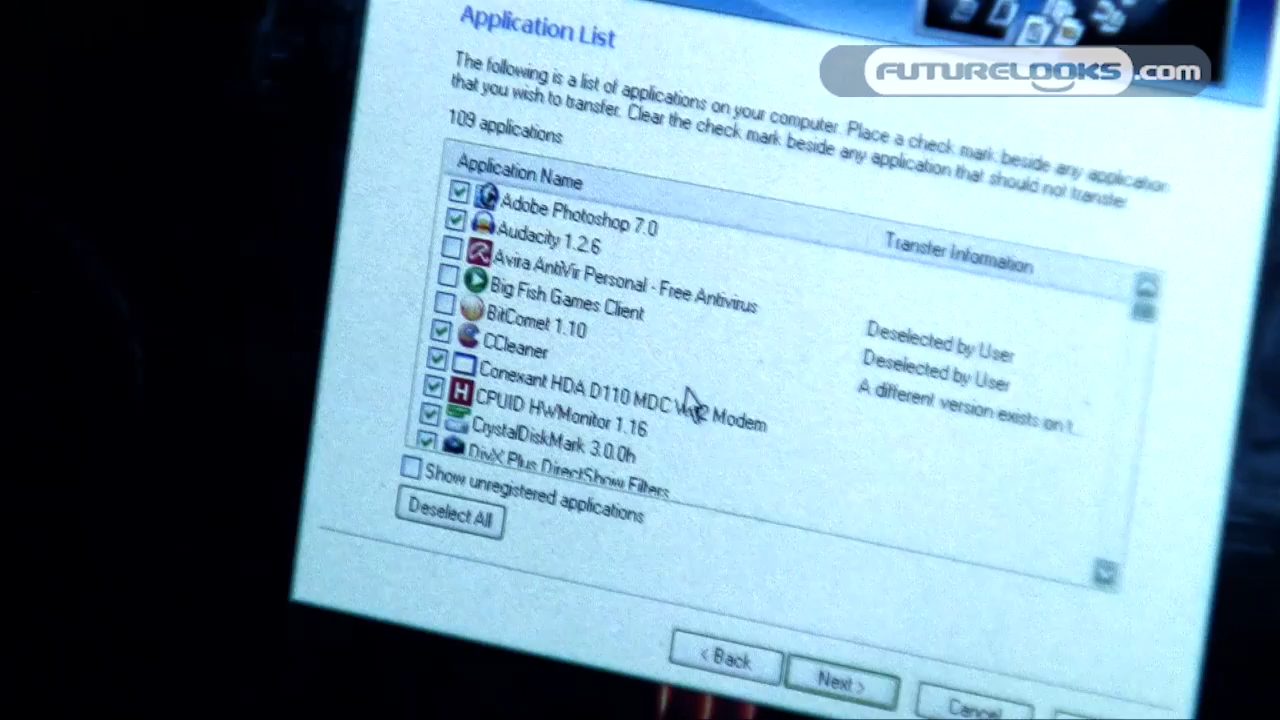 Application List
FUTURELOOKS.com
The following is a list of applications on your computer. Place a check mark beside any application
that you wish to transfer. Clear the check mark beside any application that should not transfer
109 applications
Application Name
Transfer Information
Adobe Photoshop 7.0
Audacity 1.2.6
Avira AntiVir Personal - Free Antivirus
Deselected by User
Big Fish Games Client
Deselected by User
BitComet 1.10
A different version exists on t...
CCleaner
Conexant HDA D110 MDC Modem
CPUID HWMonitor 1.16
CrystalDiskMark 3.0.0h
DivX Plus DirectShow Filters
Show unregistered applications
Deselect All
< Back
Next >
Cancel